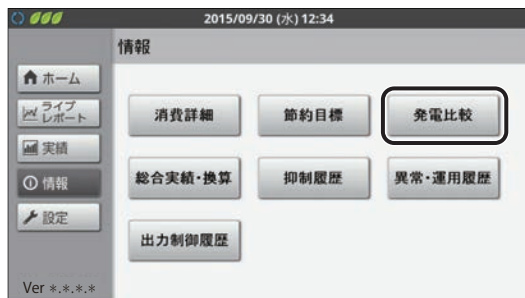 2015/09/30 (水) 12:34
情報
ホーム
ライブ
レポート
実績
情報
設定
消費詳細
節約目標
発電比較
総合実績・換算
抑制履歴
異常・運用履歴
出力制御履歴
Ver *.*.*.*